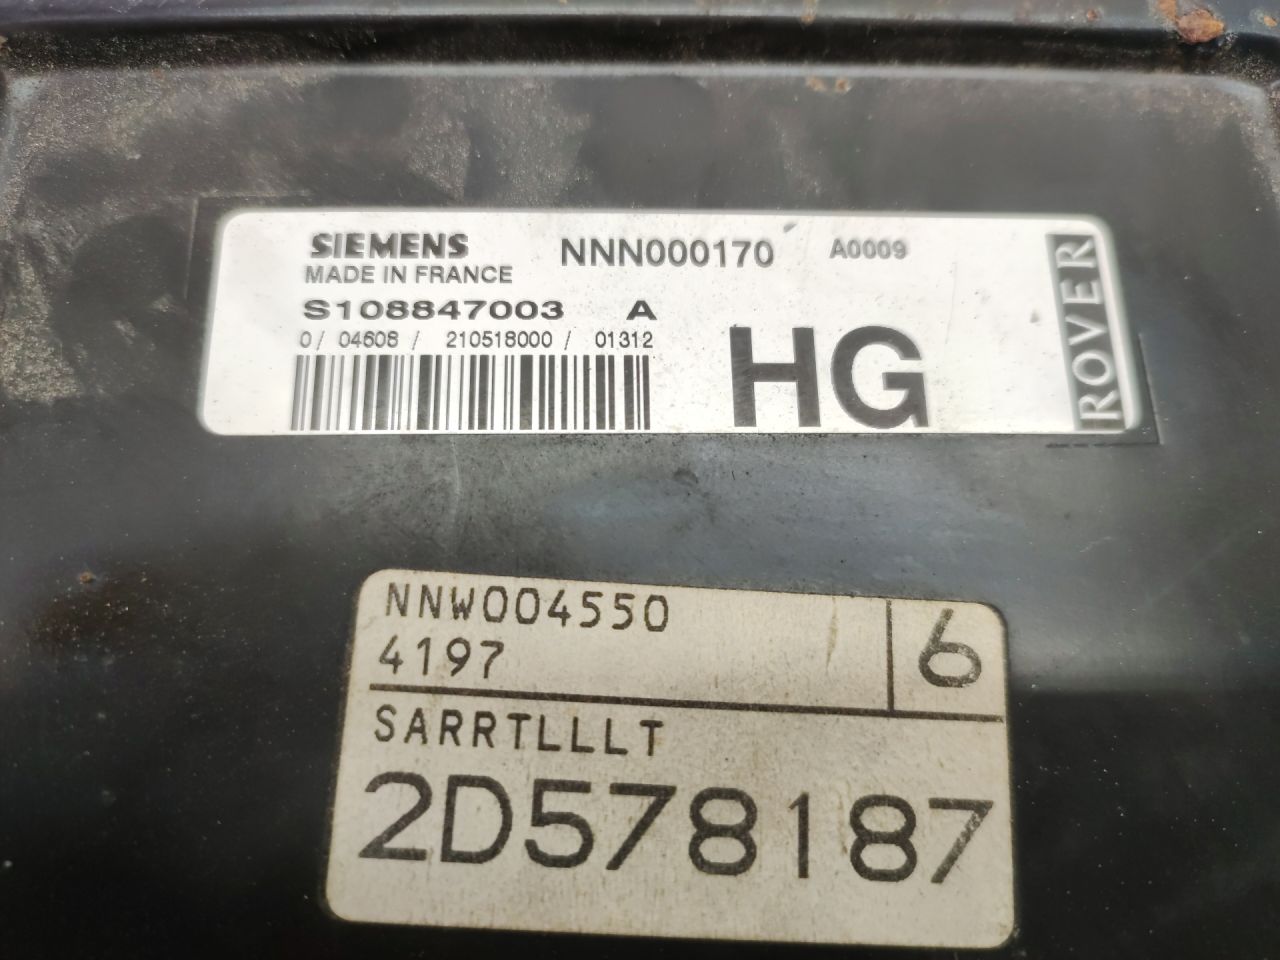 SIEMENS NNN000170 A0009
MADE IN FRANCE
S108847003 A
0/ 04608/ 210518000/ 01312
HG
ROVER
NNW004550
4197
6
SARRTLLLT
2D578187